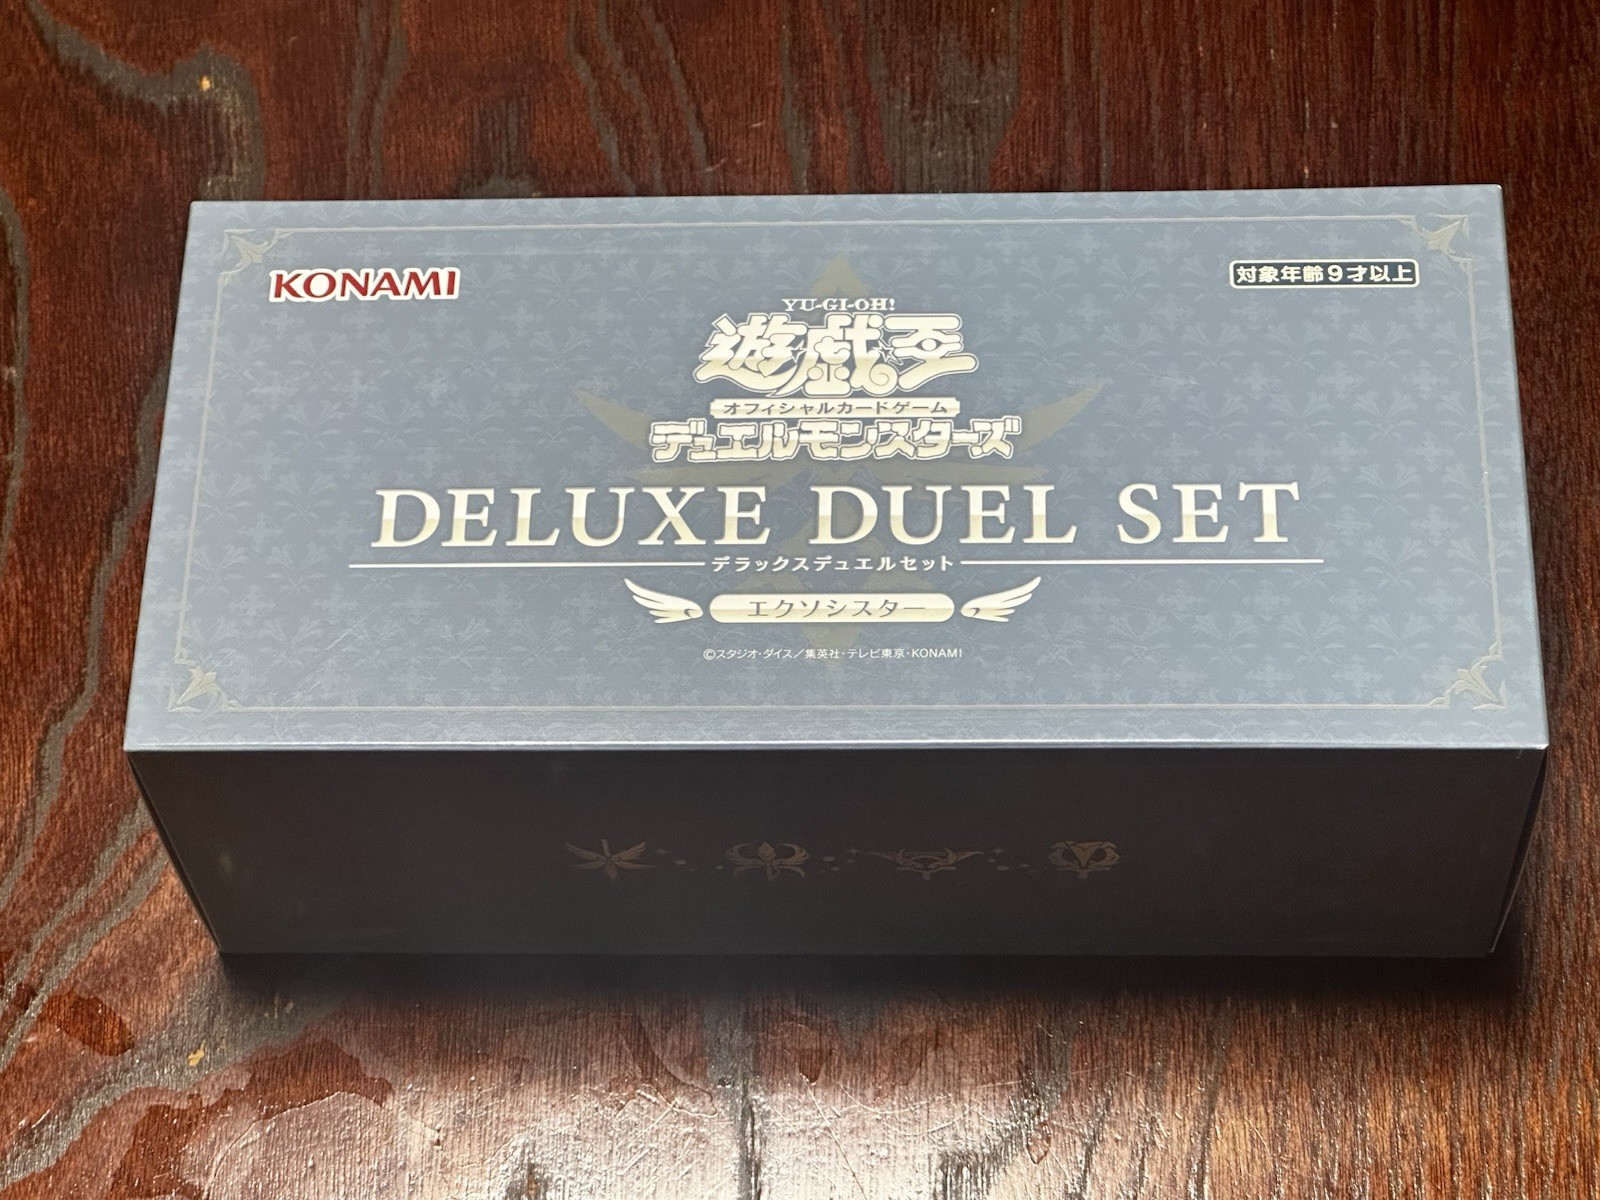 KONAMI
対象年齢9才以上
YU-GI-OH!
遊戯王
オフィシャルカードゲーム
デュエルモンスターズ
DELUXE DUEL SET
デラックスデュエルセット
エクソシスター
©スタジオ・ダイス/集英社・テレビ東京・KONAMI